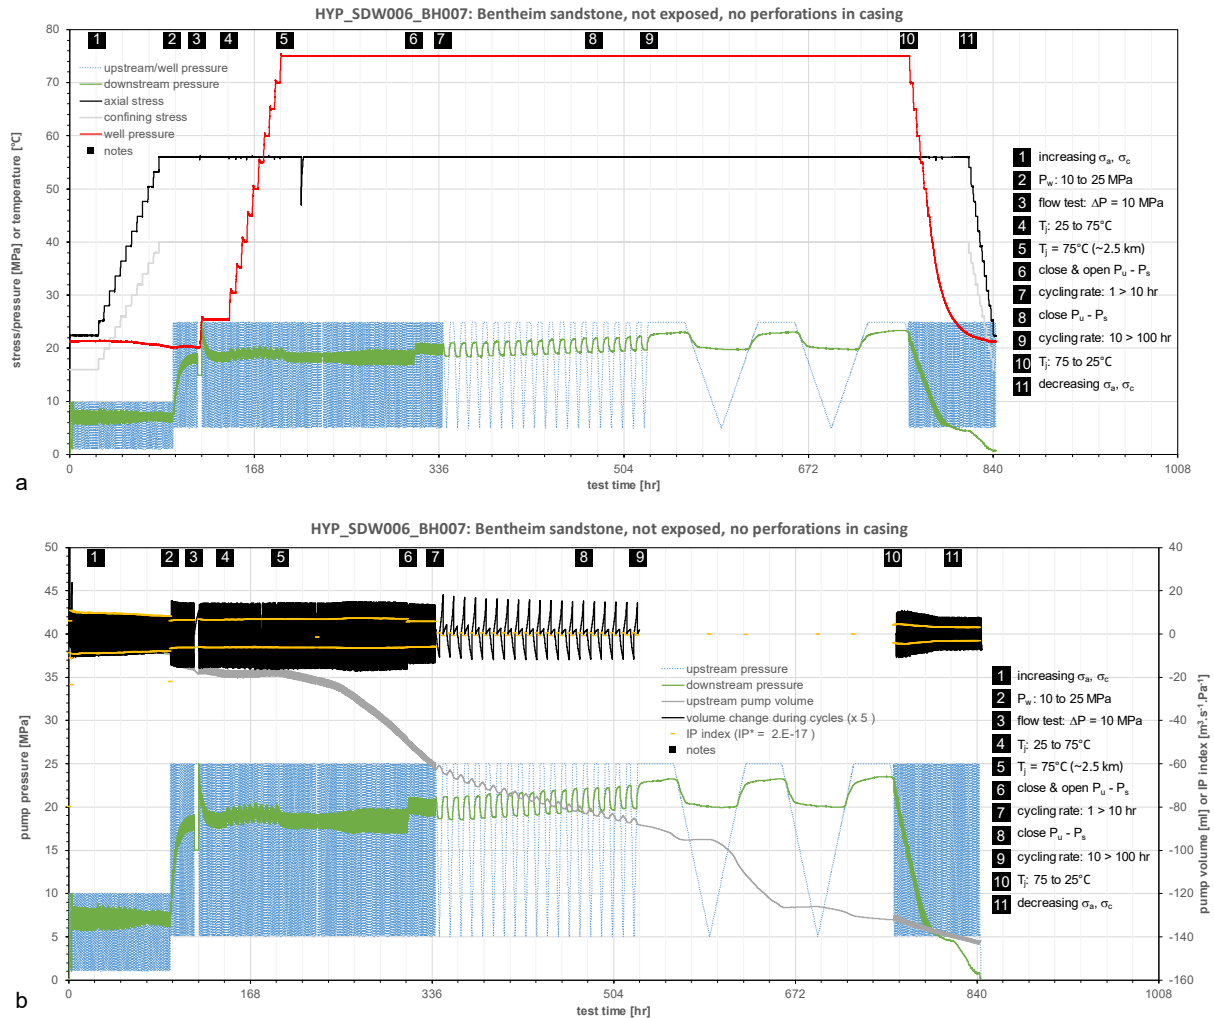 HYP_SDW006_BH007: Bentheim sandstone, not exposed, no perforations in casing
80
70
60
50
40
30
20
10
0
stress/pressure [MPa] or temperature [°C]
1 2 3 4 5 6 7 8 9 10 11
upstream/well pressure
downstream pressure
axial stress
confining stress
well pressure
notes
1 increasing σa, σc
2 Pw: 10 to 25 MPa
3 flow test: ΔP = 10 MPa
4 Tj: 25 to 75°C
5 Tj = 75°C (~2.5 km)
6 close & open Pu - Ps
7 cycling rate: 1 > 10 hr
8 close Pu - Ps
9 cycling rate: 10 > 100 hr
10 Tj: 75 to 25°C
11 decreasing σa, σc
0 168 336 504 672 840 1008
test time [hr]
a
HYP_SDW006_BH007: Bentheim sandstone, not exposed, no perforations in casing
50
45
40
35
30
25
20
15
10
5
0
pump pressure [MPa]
1 2 3 4 5 6 7 8 9 10 11
upstream pressure
downstream pressure
upstream pump volume
volume change during cycles (x 5 )
IP index (IP* = 2.E-17 )
notes
1 increasing σa, σc
2 Pw: 10 to 25 MPa
3 flow test: ΔP = 10 MPa
4 Tj: 25 to 75°C
5 Tj = 75°C (~2.5 km)
6 close & open Pu - Ps
7 cycling rate: 1 > 10 hr
8 close Pu - Ps
9 cycling rate: 10 > 100 hr
10 Tj: 75 to 25°C
11 decreasing σa, σc
40
20
0
-20
-40
-60
-80
-100
-120
-140
-160
pump volume [ml] or IP index [m³.s⁻¹.Pa⁻¹]
0 168 336 504 672 840 1008
test time [hr]
b